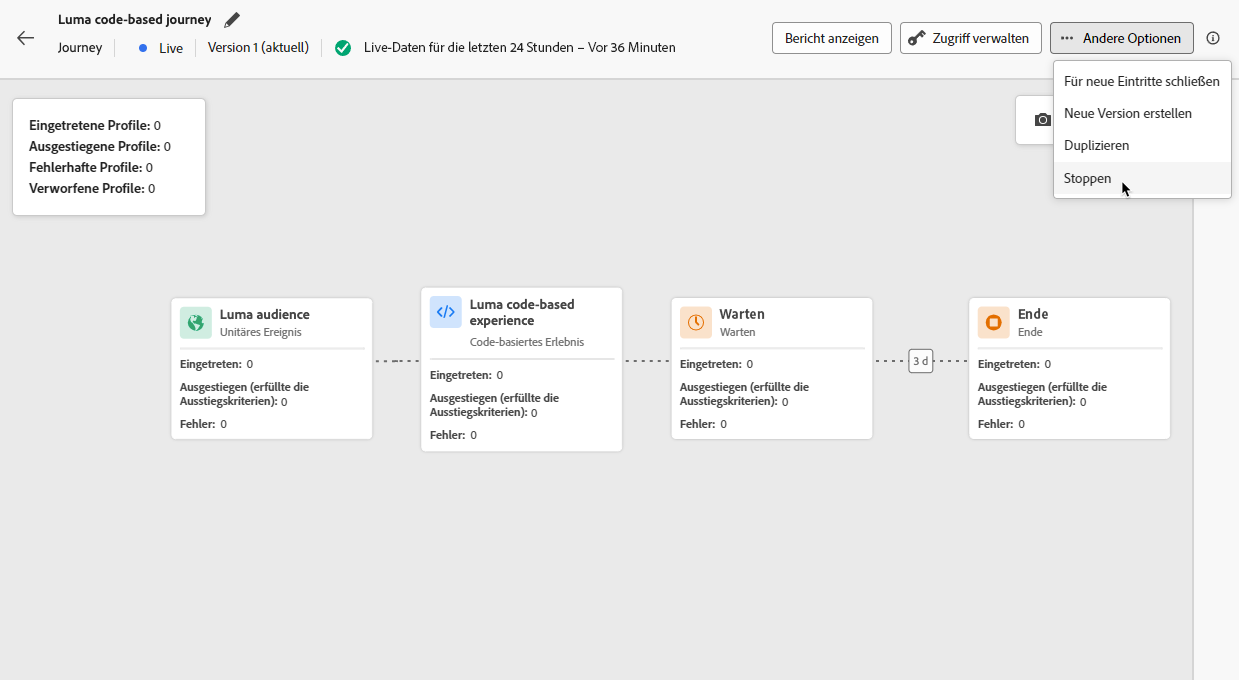 Luma code-based journey
Journey
Live
Version 1 (aktuell)
Live-Daten für die letzten 24 Stunden – Vor 36 Minuten
Bericht anzeigen
Zugriff verwalten
Andere Optionen
Für neue Eintritte schließen
Neue Version erstellen
Duplizieren
Stoppen
Eingetretene Profile: 0
Ausgestiegene Profile: 0
Fehlerhafte Profile: 0
Verworfene Profile: 0
Luma audience
Unitäres Ereignis
Eingetreten: 0
Ausgestiegen (erfüllte die
Ausstiegskriterien): 0
Fehler: 0
Luma code-based
experience
Code-basiertes Erlebnis
Eingetreten: 0
Ausgestiegen (erfüllte die
Ausstiegskriterien): 0
Fehler: 0
Warten
Warten
Eingetreten: 0
Ausgestiegen (erfüllte die
Ausstiegskriterien): 0
Fehler: 0
3 d
Ende
Ende
Eingetreten: 0
Ausgestiegen (erfüllte die
Ausstiegskriterien): 0
Fehler: 0